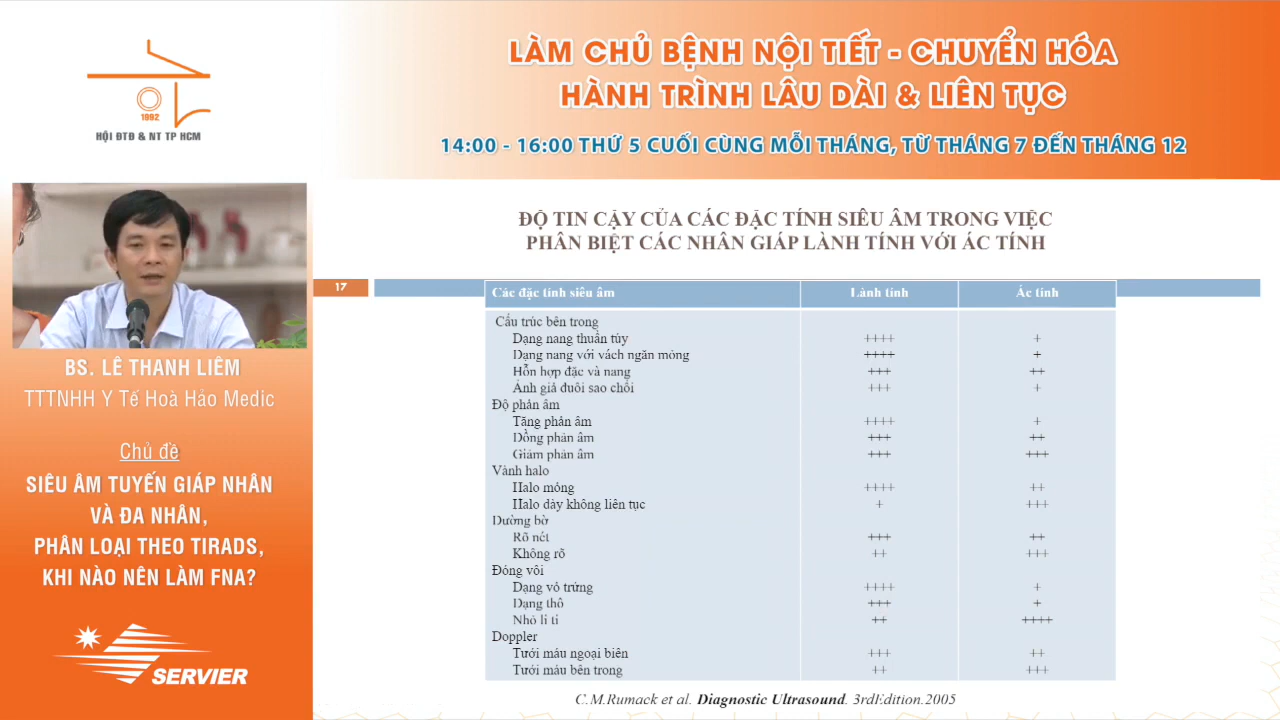 HỘI ĐTĐ & NT TP HCM
1992
LÀM CHỦ BỆNH NỘI TIẾT - CHUYỂN HÓA
HÀNH TRÌNH LÂU DÀI & LIÊN TỤC
14:00 - 16:00 THỨ 5 CUỐI CÙNG MỖI THÁNG, TỪ THÁNG 7 ĐẾN THÁNG 12
BS. LÊ THANH LIÊM
TTTNHH Y Tế Hoà Hảo Medic
Chủ đề
SIÊU ÂM TUYẾN GIÁP NHÂN
VÀ ĐA NHÂN,
PHÂN LOẠI THEO TIRADS,
KHI NÀO NÊN LÀM FNA?
SERVIER
ĐỘ TIN CẬY CỦA CÁC ĐẶC TÍNH SIÊU ÂM TRONG VIỆC
PHÂN BIỆT CÁC NHÂN GIÁP LÀNH TÍNH VỚI ÁC TÍNH
17
Các đặc tính siêu âm Lành tính Ác tính
Cấu trúc bên trong
Dạng nang thuần túy ++++ +
Dạng nang với vách ngăn mỏng ++++ +
Hỗn hợp đặc và nang +++ ++
Ảnh giả đuôi sao chổi +++ +
Độ phản âm
Tăng phản âm ++++ +
Đồng phản âm +++ ++
Giảm phản âm +++ +++
Vành halo
Halo mỏng ++++ ++
Halo dày không liên tục + +++
Đường bờ
Rõ nét +++ ++
Không rõ ++ +++
Đóng vôi
Dạng vỏ trứng ++++ +
Dạng thô +++ +
Nhỏ li ti ++ ++++
Doppler
Tưới máu ngoại biên +++ ++
Tưới máu bên trong ++ +++
C.M.Rumack et al. Diagnostic Ultrasound. 3rdEdition.2005